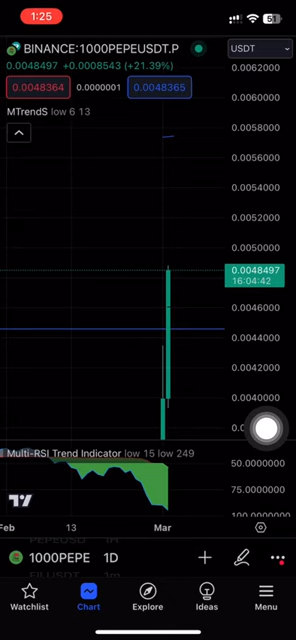 1:25
51
BINANCE:1000PEPEUSDT.P
USDT
0.0048497 +0.0008543 (+21.39%)
0.0062000
0.0048364
0.0000001
0.0048365
0.0060000
MTrendS low 6 13
0.0058000
0.0056000
0.0054000
0.0052000
0.0050000
0.0048497
16:04:42
0.0046000
0.0044000
0.0042000
0.0040000
Multi-RSI Trend Indicator low 15 low 249
50.0000000
75.0000000
100.0000000
Feb
13
Mar
1000PEPE
1D
Watchlist
Chart
Explore
Ideas
Menu